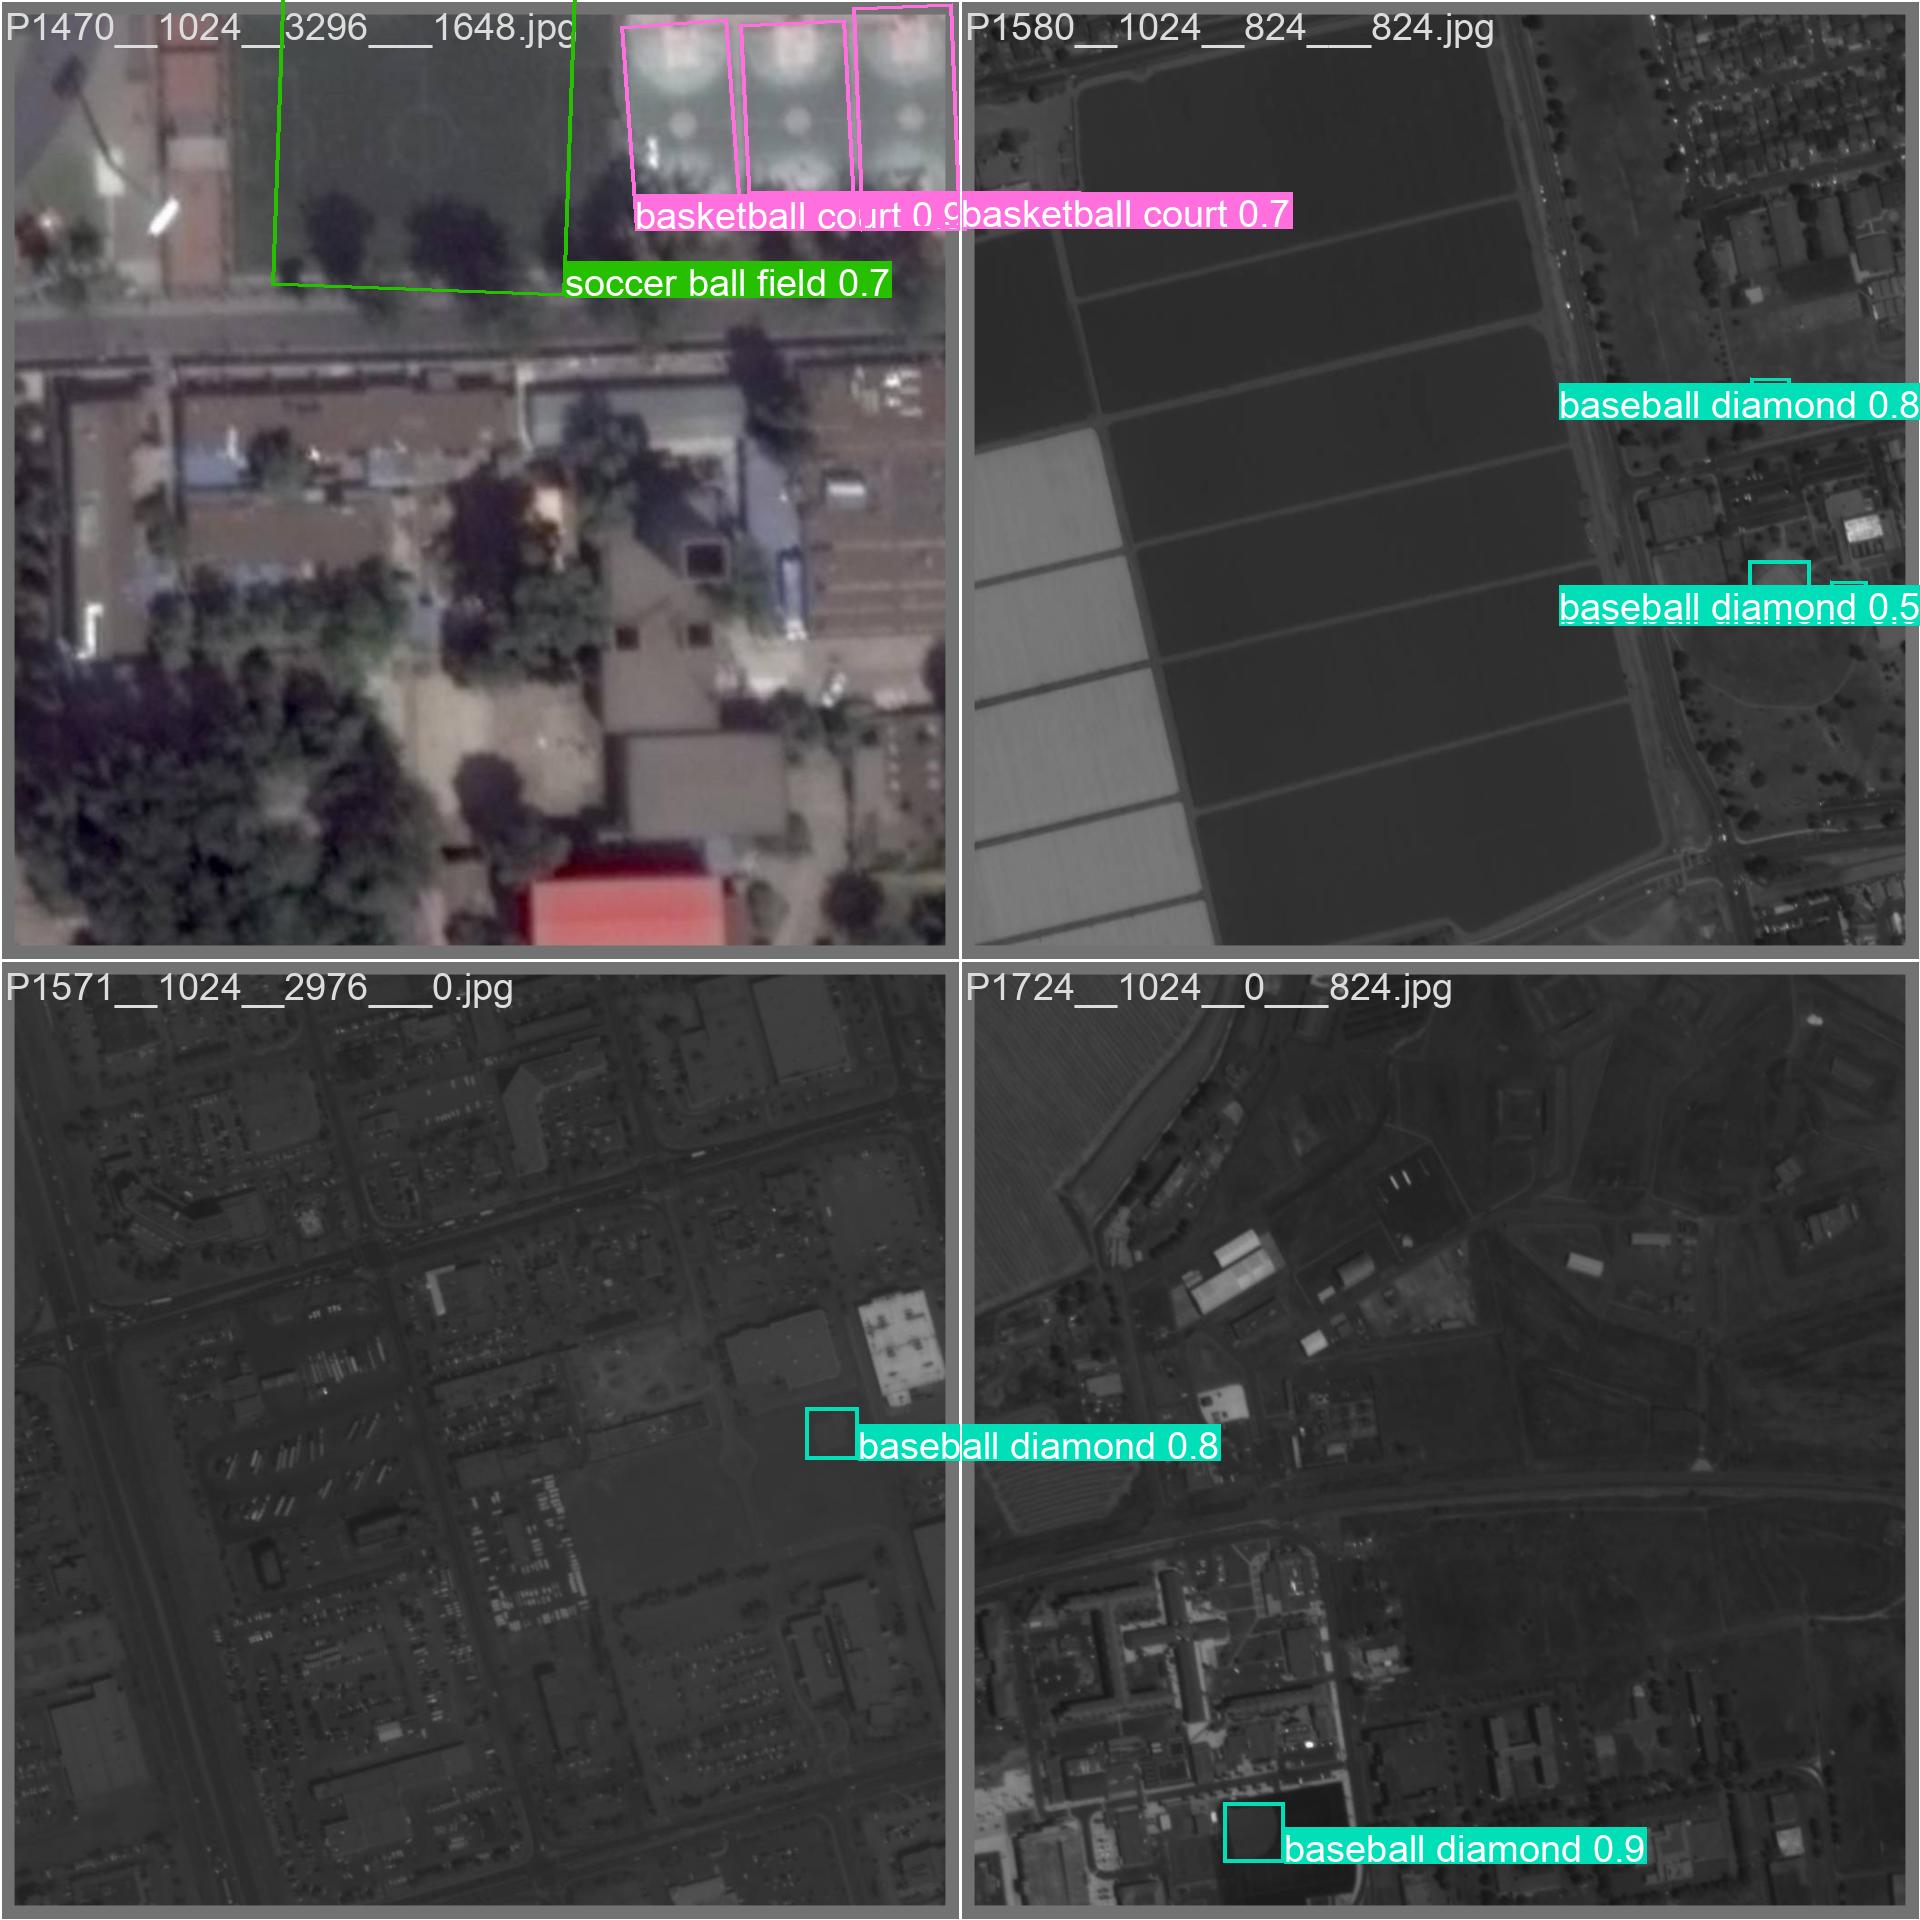 P1470__1024__3296___1648.jpg
P1580__1024__824___824.jpg
basketball court 0.9
basketball court 0.7
soccer ball field 0.7
baseball diamond 0.8
baseball diamond 0.5
P1571__1024__2976___0.jpg
P1724__1024__0___824.jpg
baseball diamond 0.8
baseball diamond 0.9